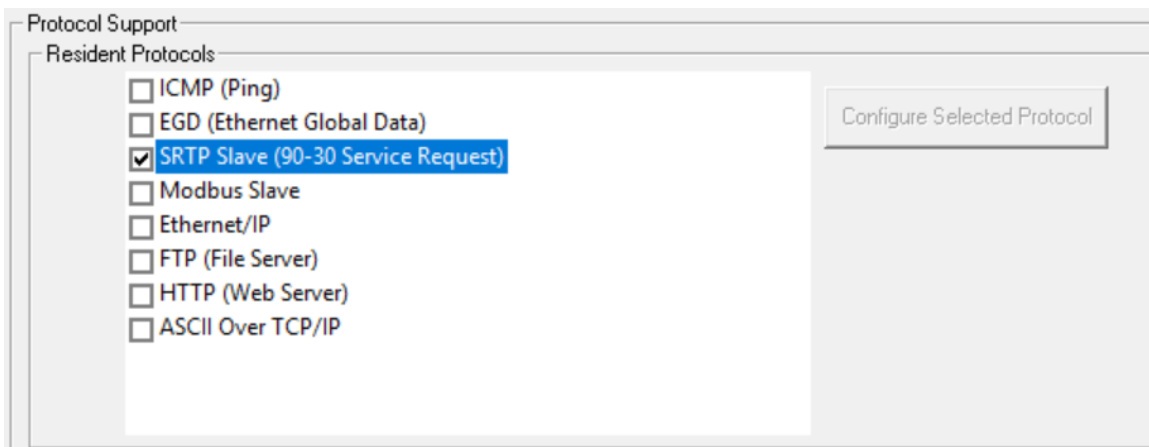 Protocol Support
Resident Protocols
ICMP (Ping)
EGD (Ethernet Global Data)
SRTP Slave (90-30 Service Request)
Modbus Slave
Ethernet/IP
FTP (File Server)
HTTP (Web Server)
ASCII Over TCP/IP
Configure Selected Protocol